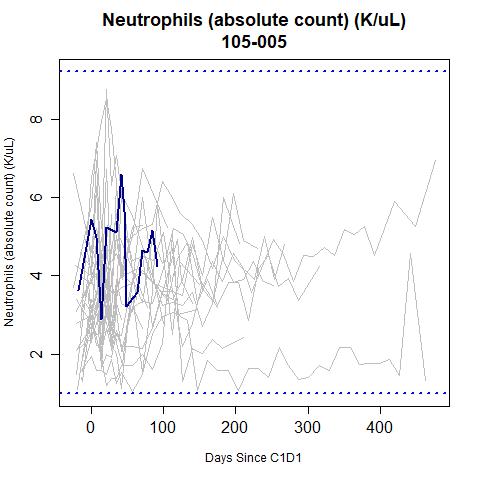 Neutrophils (absolute count) (K/uL)
105-005
Neutrophils (absolute count) (K/uL)
8
6
4
2
0 100 200 300 400
Days Since C1D1